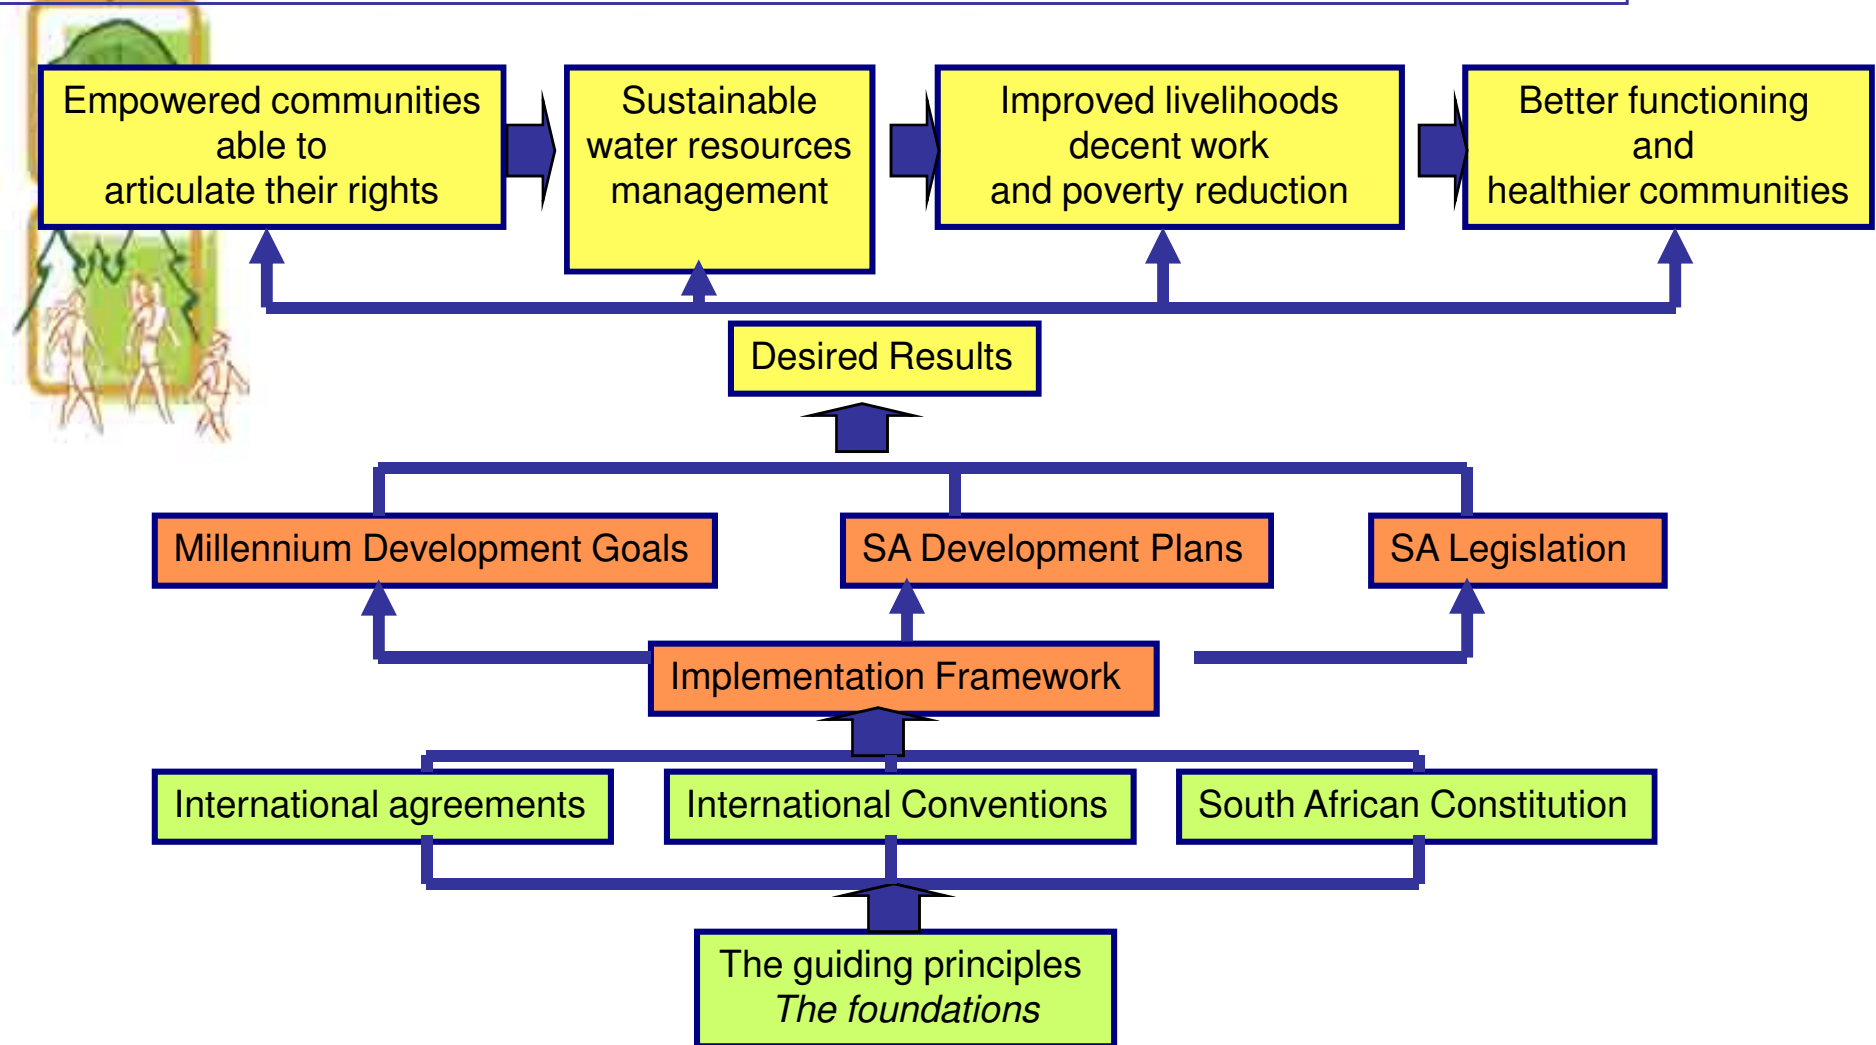 Empowered communities
able to
articulate their rights
Sustainable
water resources
management
Improved livelihoods
decent work
and poverty reduction
Better functioning
and
healthier communities
Desired Results
Millennium Development Goals
SA Development Plans
SA Legislation
Implementation Framework
International agreements
International Conventions
South African Constitution
The guiding principles
The foundations